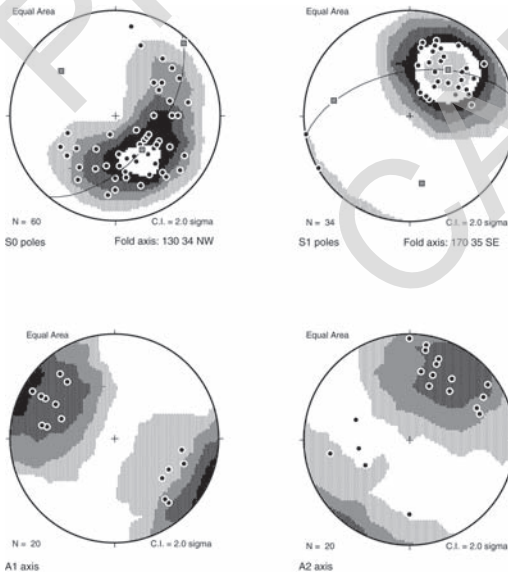 Equal Area
N = 60
C.I. = 2.0 sigma
S0 poles
Fold axis: 130 34 NW
Equal Area
N = 34
C.I. = 2.0 sigma
S1 poles
Fold axis: 170 35 SE
Equal Area
N = 20
C.I. = 2.0 sigma
A1 axis
Equal Area
N = 20
C.I. = 2.0 sigma
A2 axis